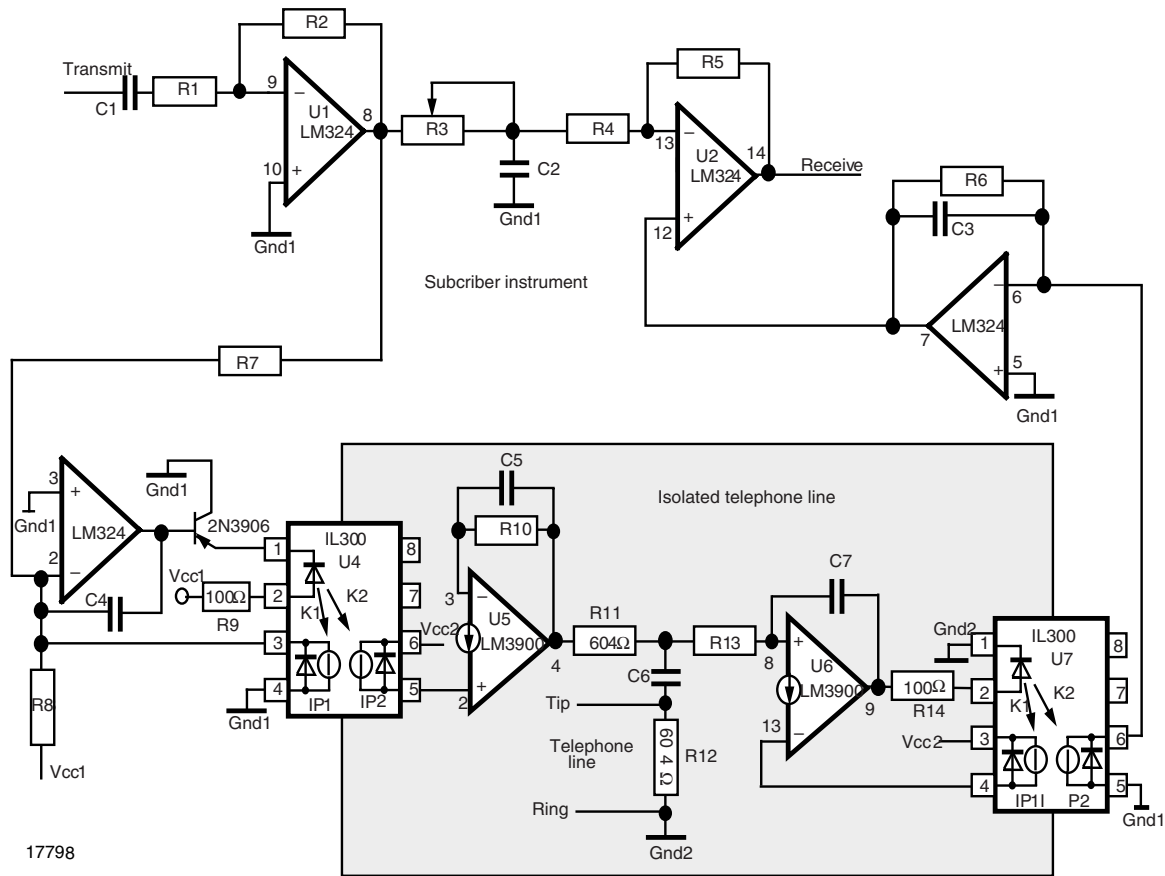 R2
Transmit
R1
C1
9
–
U1
LM324
8
10
+
Gnd1
R3
C2
Gnd1
R4
R5
13
–
U2
LM324
14
Receive
12
+
R6
C3
– 6
LM324
7
5
+
Gnd1
Subcriber instrument
R7
3
+
Gnd1
LM324
2
–
C4
Gnd1
2N3906
Vcc1
100Ω
R9
R8
Vcc1
IL300
U4
1
2
3
4
8
7
6
5
K1
K2
IP1
IP2
Gnd1
Vcc2
C5
R10
3
–
U5
LM3900
4
2
+
Isolated telephone line
R11
604Ω
C6
Tip
Telephone
line
60 4 Ω
R12
Ring
Gnd2
R13
C7
8
+
U6
LM3900
9
13
–
100Ω
R14
Gnd2
Vcc2
IL300
U7
1
2
3
4
8
7
6
5
K1
K2
IP1I
P2
Gnd1
17798